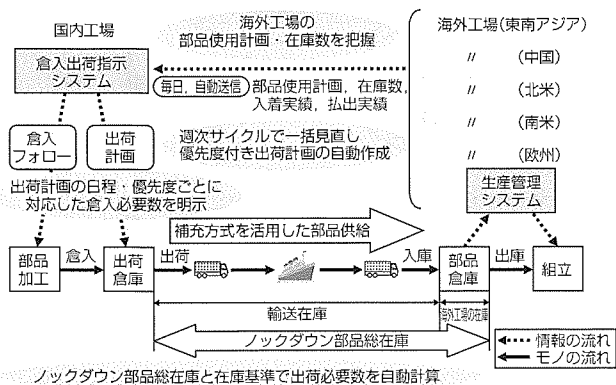 海外工場の
部品使用計画・在庫数を把握
国内工場
倉入出荷指示
システム
毎日，自動送信
部品使用計画，在庫数，
入着実績，払出実績
海外工場（東南アジア）
〃 （中国）
〃 （北米）
〃 （南米）
〃 （欧州）
倉入
フォロー
出荷
計画
週次サイクルで一括見直し
優先度付き出荷計画の自動作成
生産管理
システム
出荷計画の日程・優先度ごとに
対応した倉入必要数を明示
補充方式を活用した部品供給
部品
加工
倉入
出荷
倉庫
出荷
入庫
部品
倉庫
出庫
組立
輸送在庫
海外工場の在庫
ノックダウン部品総在庫
情報の流れ
モノの流れ
ノックダウン部品総在庫と在庫基準で出荷必要数を自動計算